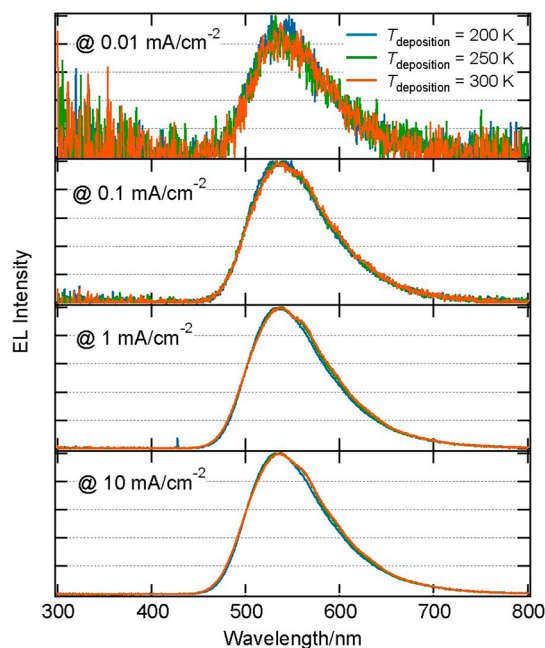 @ 0.01 mA/cm-2
Tdeposition = 200 K
Tdeposition = 250 K
Tdeposition = 300 K
@ 0.1 mA/cm-2
EL Intensity
@ 1 mA/cm-2
@ 10 mA/cm-2
300 400 500 600 700 800
Wavelength/nm